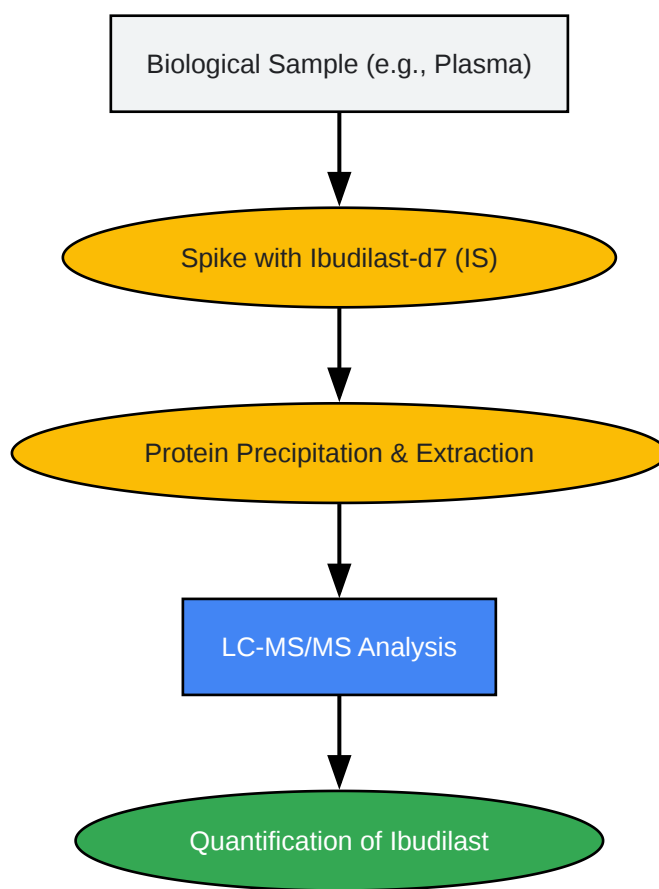 Biological Sample (e.g., Plasma)
Spike with Ibudilast-d7 (IS)
Protein Precipitation & Extraction
LC-MS/MS Analysis
Quantification of Ibudilast